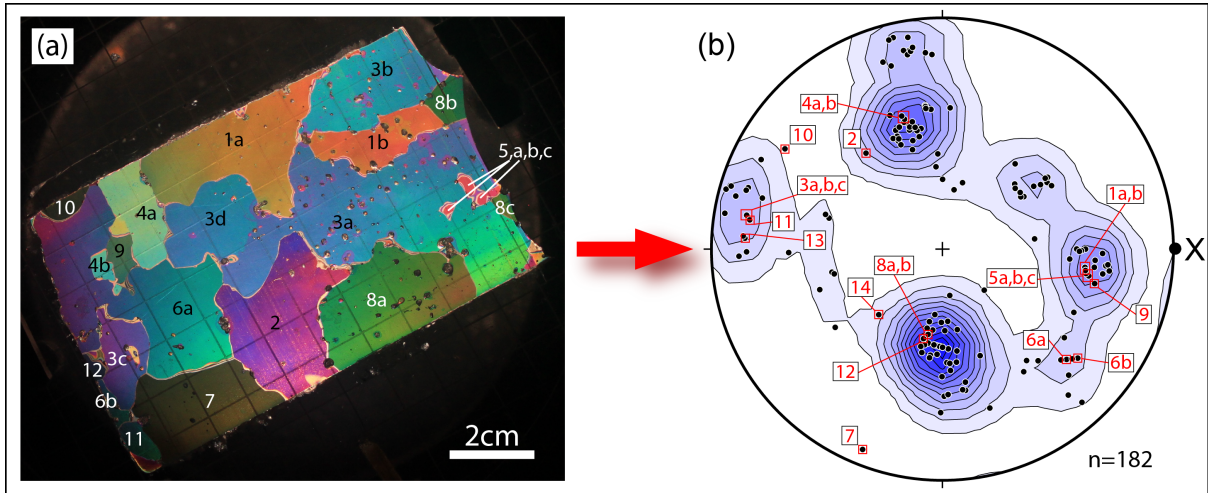 (a)
3b
8b
1a
1b
5,a,b,c
10
4a
3d
3a
8c
9
4b
6a
2
8a
3c
12
6b
7
11
2cm
(b)
4a,b
10
2
3a,b,c
1a,b
11
13
8a,b
5a,b,c
X
14
9
6a
12
6b
7
n=182